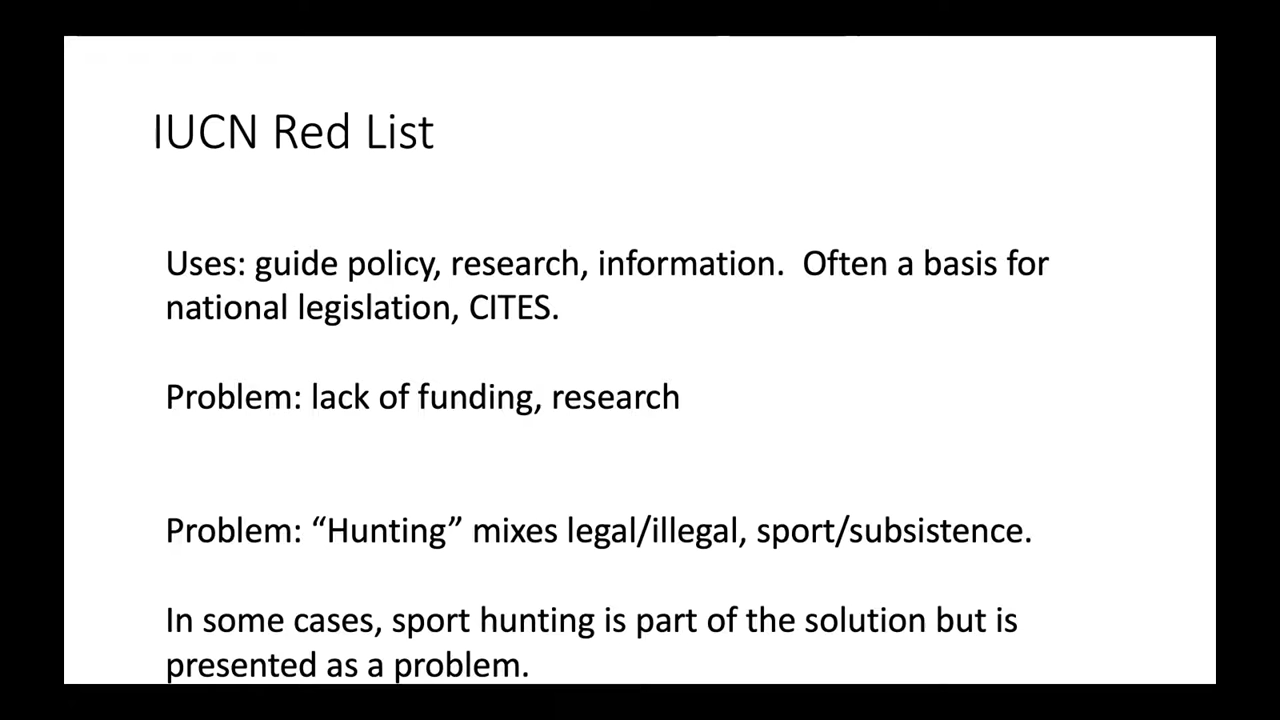 IUCN Red List
Uses: guide policy, research, information.  Often a basis for
national legislation, CITES.
Problem: lack of funding, research
Problem: “Hunting” mixes legal/illegal, sport/subsistence.
In some cases, sport hunting is part of the solution but is
presented as a problem.